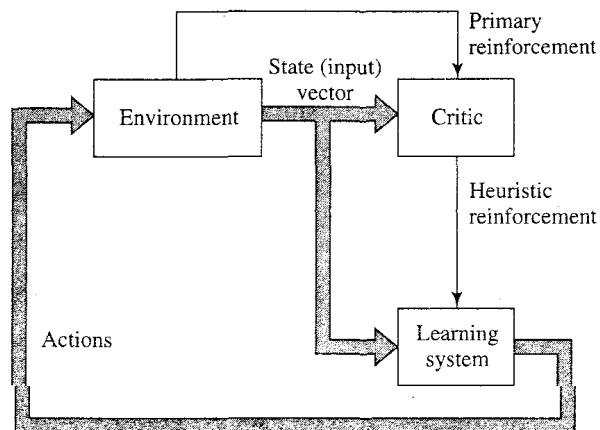 Primary
reinforcement
State (input)
vector
Environment
Critic
Heuristic
reinforcement
Actions
Learning
system